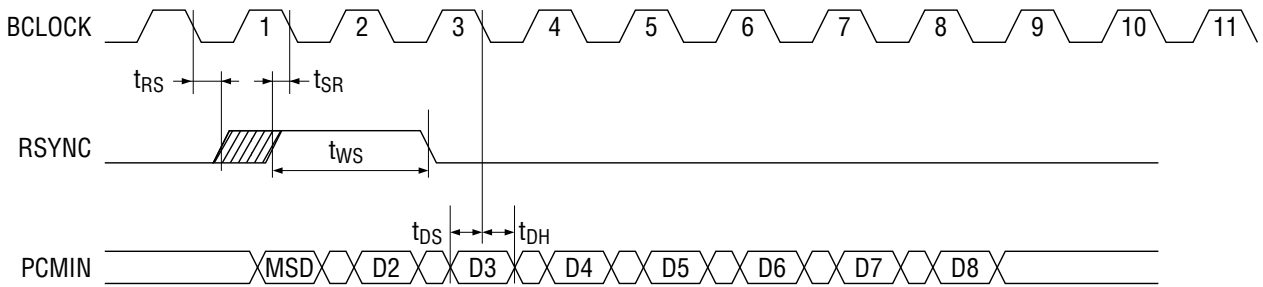 BCLOCK 1 2 3 4 5 6 7 8 9 10 11
tRS tSR
RSYNC tWS
tDS tDH
PCMIN MSD D2 D3 D4 D5 D6 D7 D8